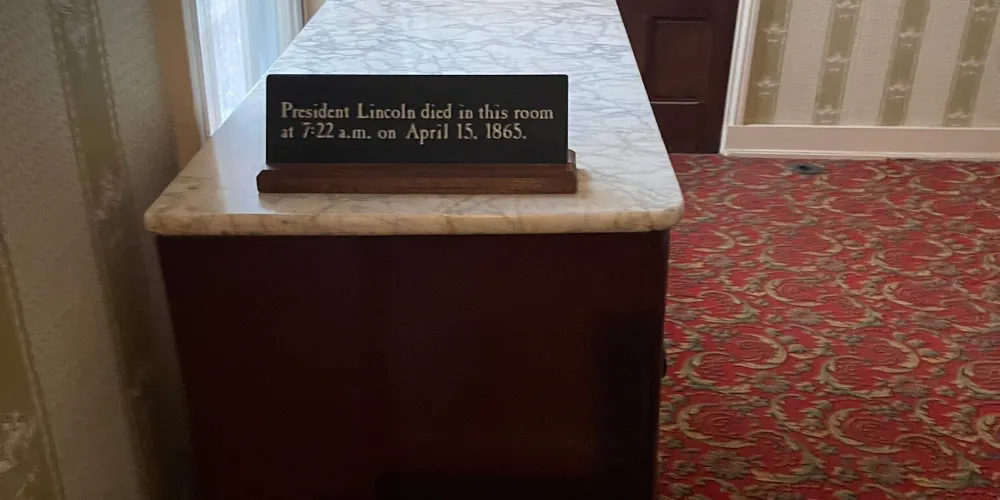 President Lincoln died in this room
at 7:22 a.m. on April 15, 1865.